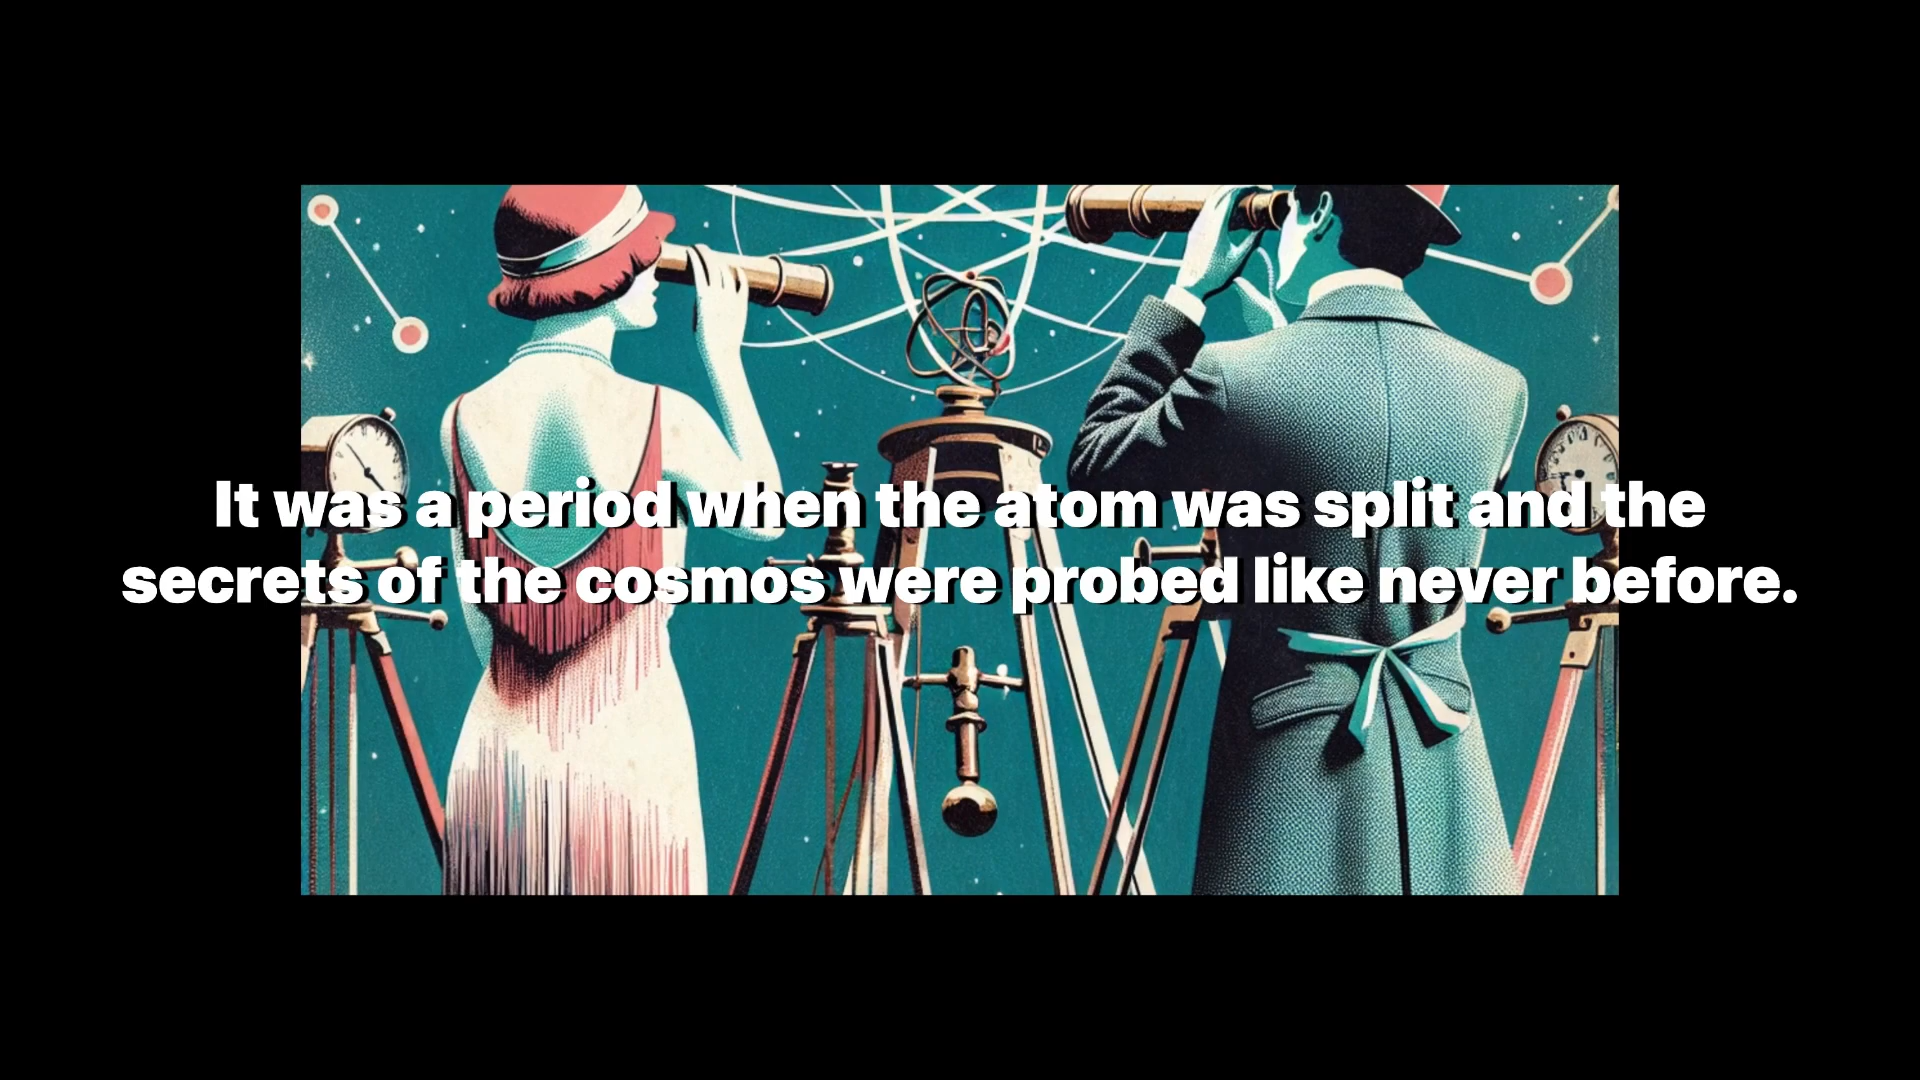 It was a period when the atom was split and the
secrets of the cosmos were probed like never before.